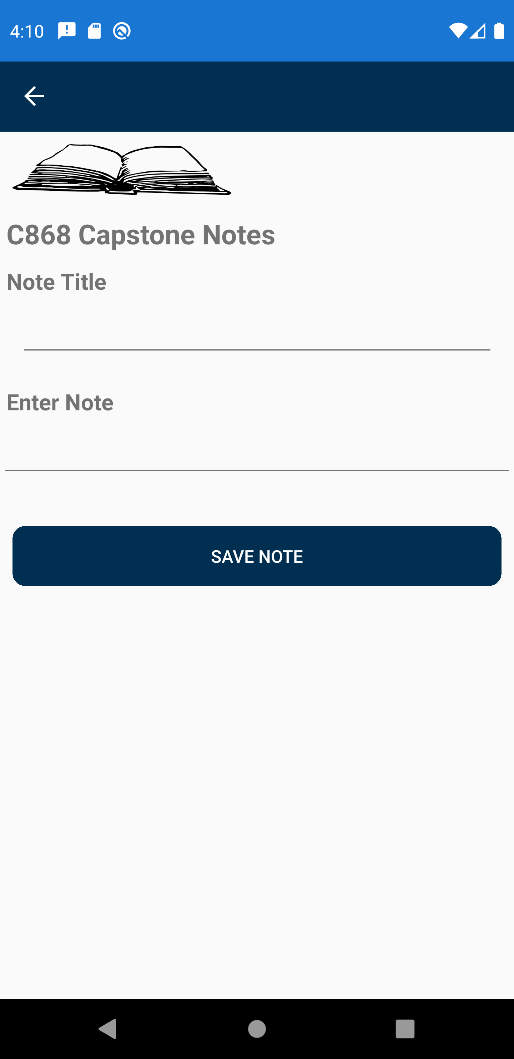 4:10
C868 Capstone Notes
Note Title
Enter Note
SAVE NOTE